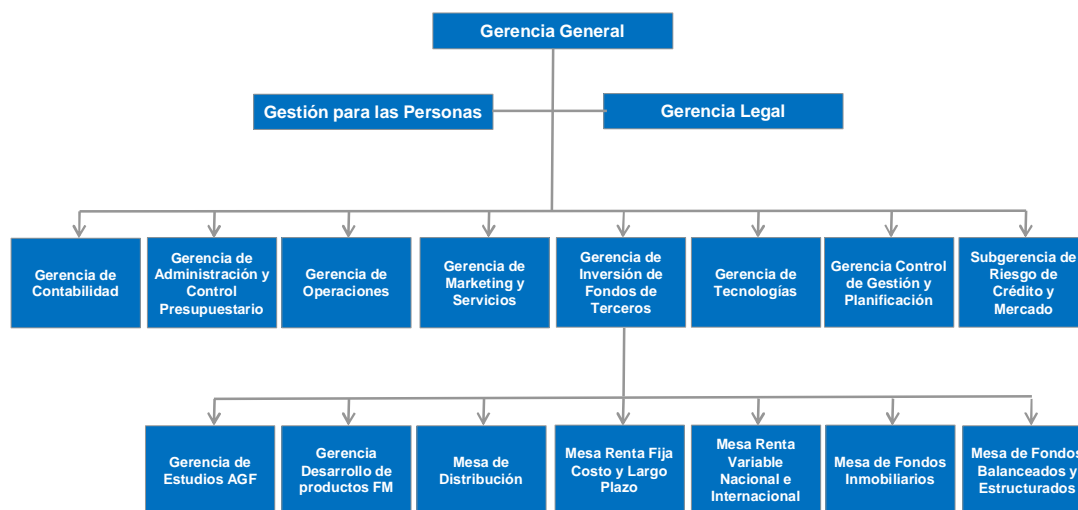 Gerencia General
Gestión para las Personas
Gerencia Legal
Gerencia de
Contabilidad
Gerencia de
Administración y
Control
Presupuestario
Gerencia de
Operaciones
Gerencia de
Marketing y
Servicios
Gerencia de
Inversión de
Fondos de
Terceros
Gerencia de
Tecnologías
Gerencia Control
de Gestión y
Planificación
Subgerencia de
Riesgo de
Crédito y
Mercado
Gerencia de
Estudios AGF
Gerencia
Desarrollo de
productos FM
Mesa de
Distribución
Mesa Renta Fija
Costo y Largo
Plazo
Mesa Renta
Variable
Nacional e
Internacional
Mesa de Fondos
Inmobiliarios
Mesa de Fondos
Balanceados y
Estructurados